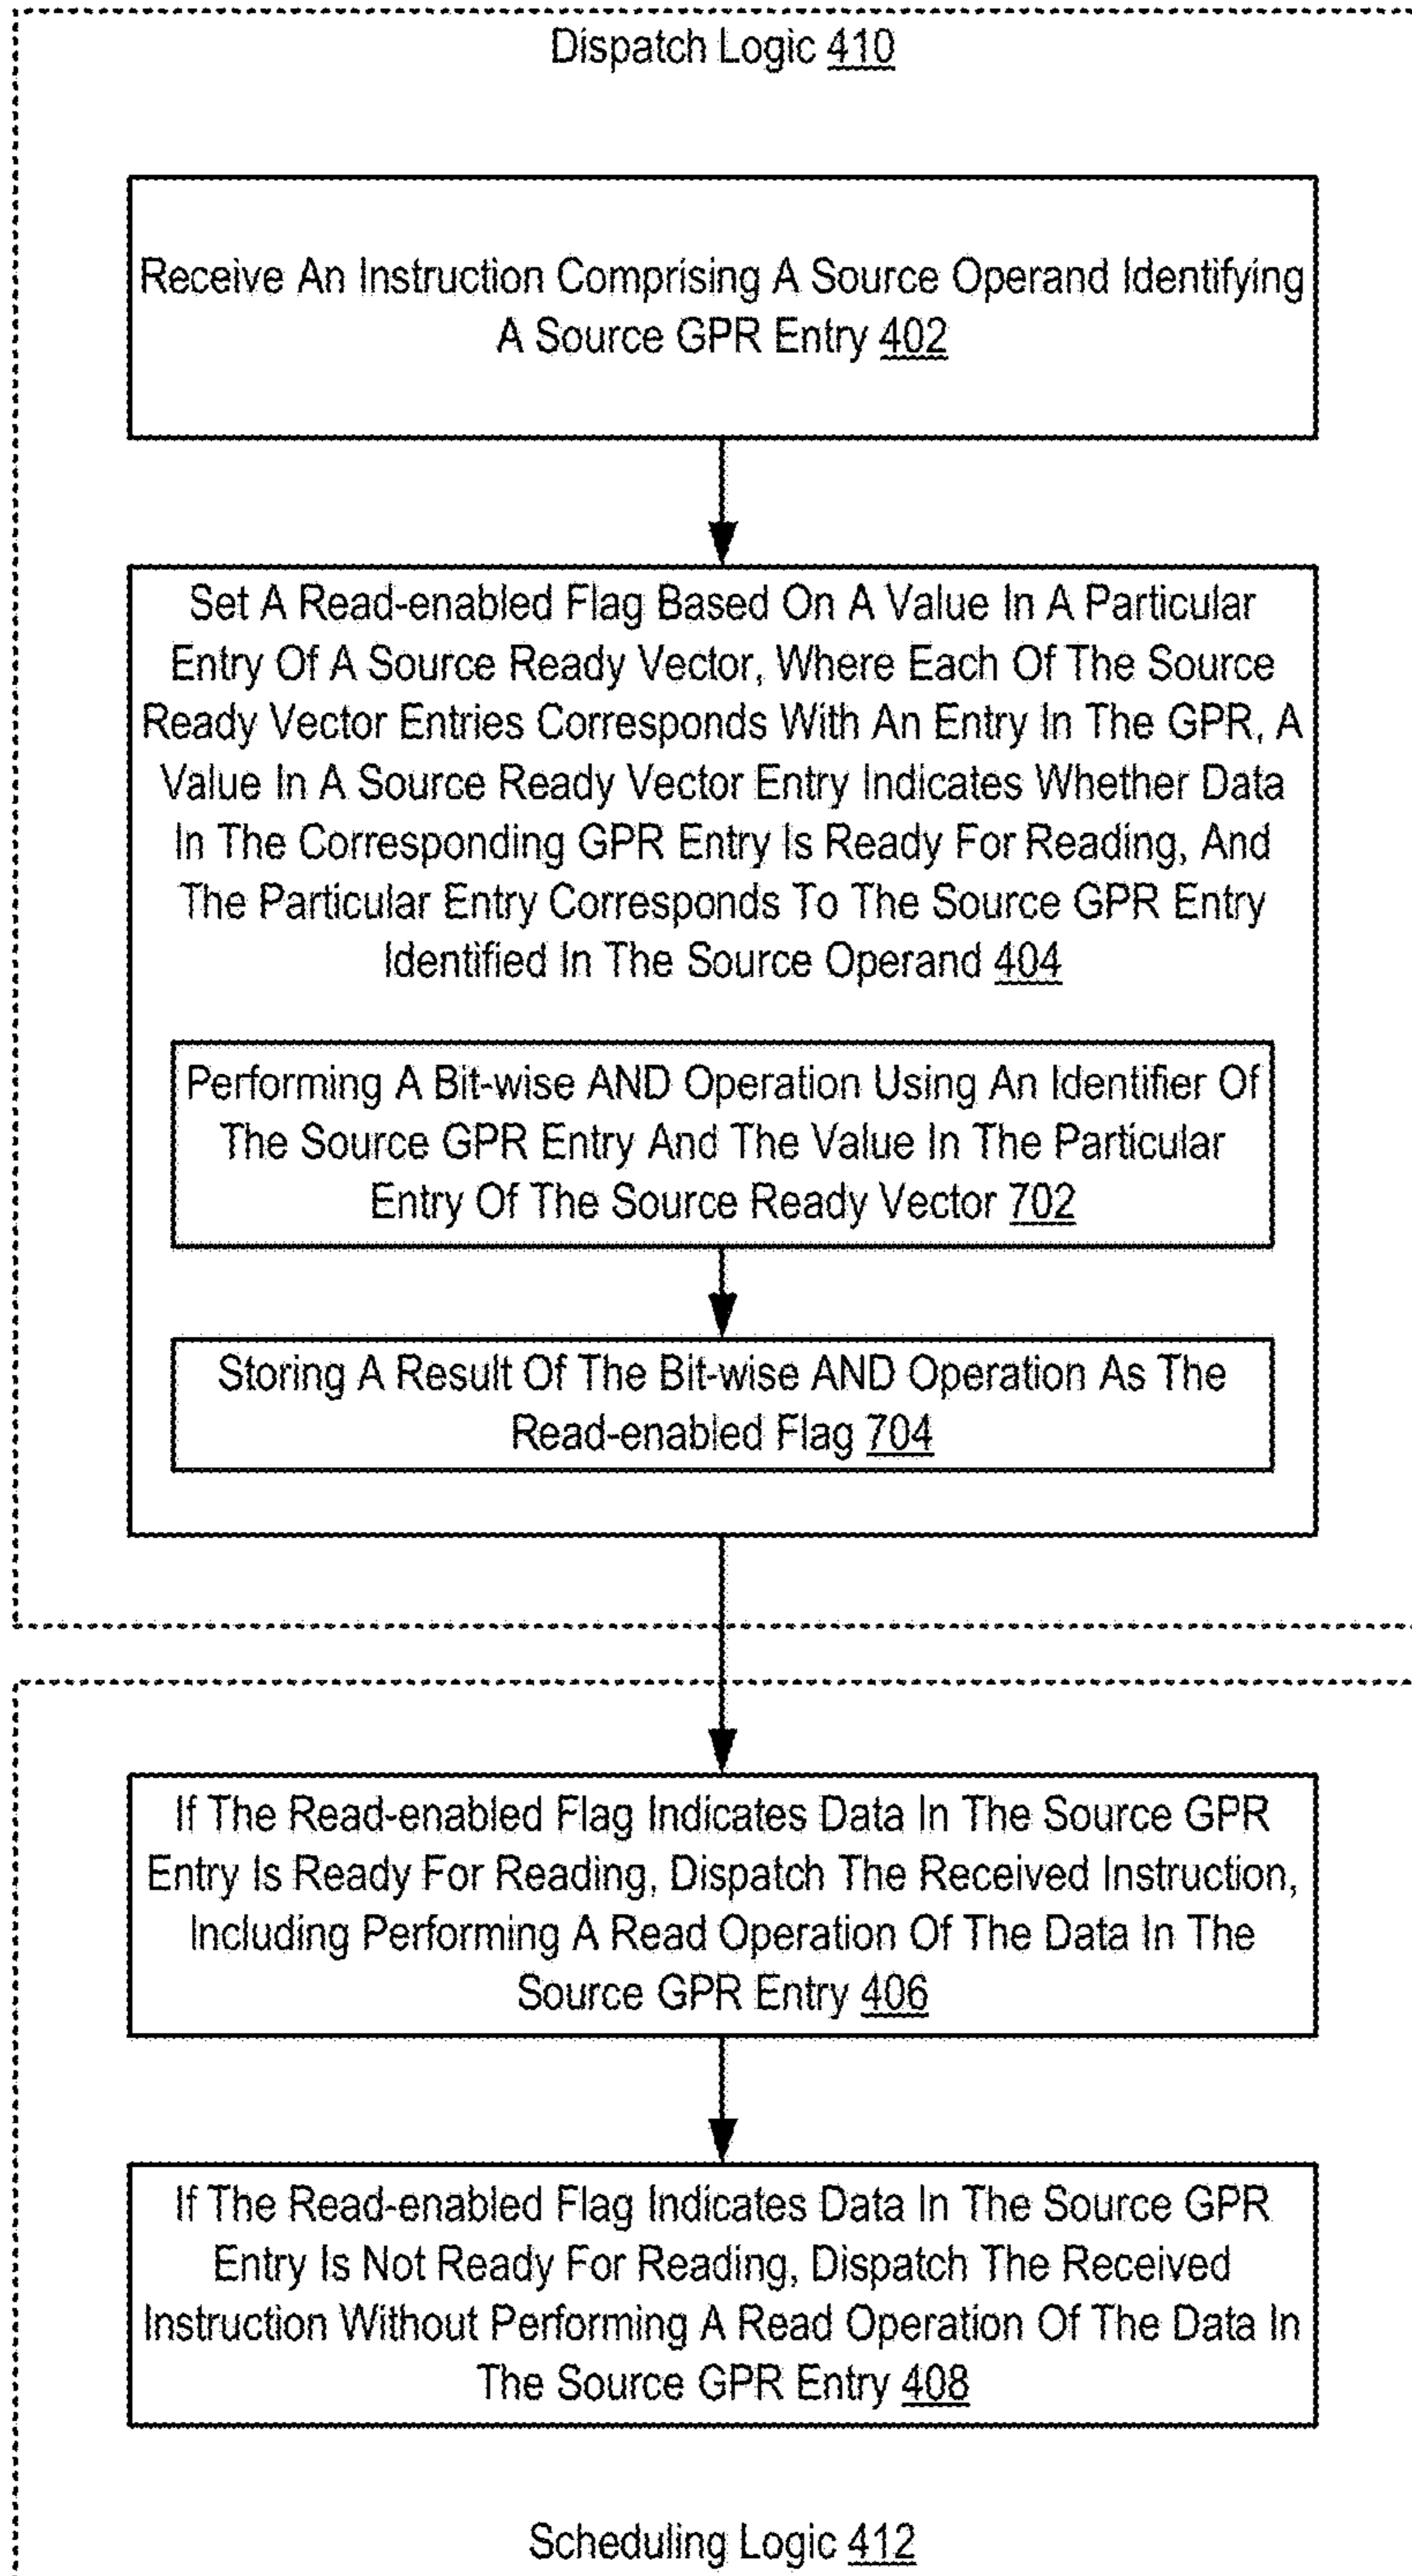 Dispatch Logic 410
Receive An Instruction Comprising A Source Operand Identifying
A Source GPR Entry 402
Set A Read-enabled Flag Based On A Value In A Particular
Entry Of A Source Ready Vector, Where Each Of The Source
Ready Vector Entries Corresponds With An Entry In The GPR, A
Value In A Source Ready Vector Entry Indicates Whether Data
In The Corresponding GPR Entry Is Ready For Reading, And
The Particular Entry Corresponds To The Source GPR Entry
Identified In The Source Operand 404
Performing A Bit-wise AND Operation Using An Identifier Of
The Source GPR Entry And The Value In The Particular
Entry Of The Source Ready Vector 702
Storing A Result Of The Bit-wise AND Operation As The
Read-enabled Flag 704
If The Read-enabled Flag Indicates Data In The Source GPR
Entry Is Ready For Reading, Dispatch The Received Instruction,
Including Performing A Read Operation Of The Data In The
Source GPR Entry 406
If The Read-enabled Flag Indicates Data In The Source GPR
Entry Is Not Ready For Reading, Dispatch The Received
Instruction Without Performing A Read Operation Of The Data In
The Source GPR Entry 408
Scheduling Logic 412